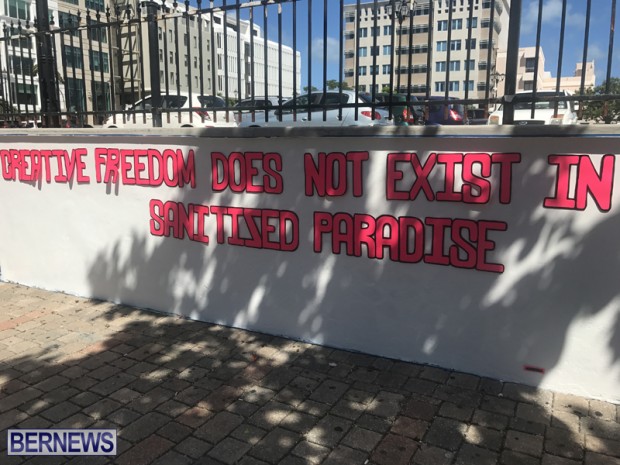 CREATIVE FREEDOM DOES NOT EXIST IN
SANITISED PARADISE
BERNEWS